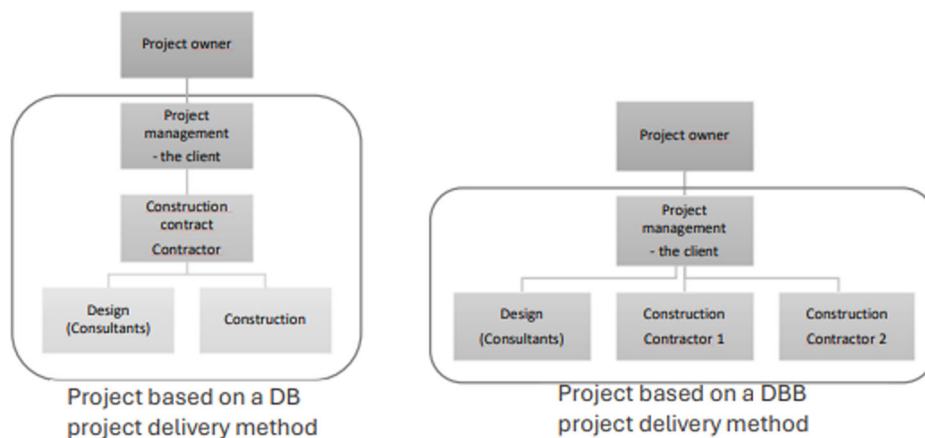 Project owner
Project
management
- the client
Construction
contract
Contractor
Design
(Consultants)
Construction
Project based on a DB
project delivery method
Project owner
Project
management
- the client
Design
(Consultants)
Construction
Contractor 1
Construction
Contractor 2
Project based on a DBB
project delivery method